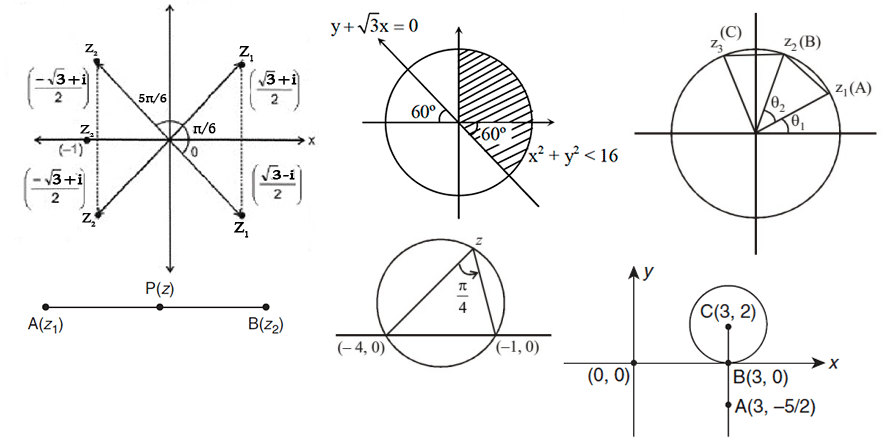 z₂
z₁
(-√3+i)/2
(√3+i)/2
5π/6
π/6
z₃
(-1)
0
x
(-√3+i)/2
(√3-i)/2
z₂
z₁
P(z)
A(z₁)
B(z₂)
y+√3x=0
60º
60º
x² + y² < 16
z
π/4
(−4, 0)
(−1, 0)
z₃(C)
z₂(B)
z₁(A)
θ₂
θ₁
y
C(3, 2)
x
(0, 0)
B(3, 0)
A(3, −5/2)